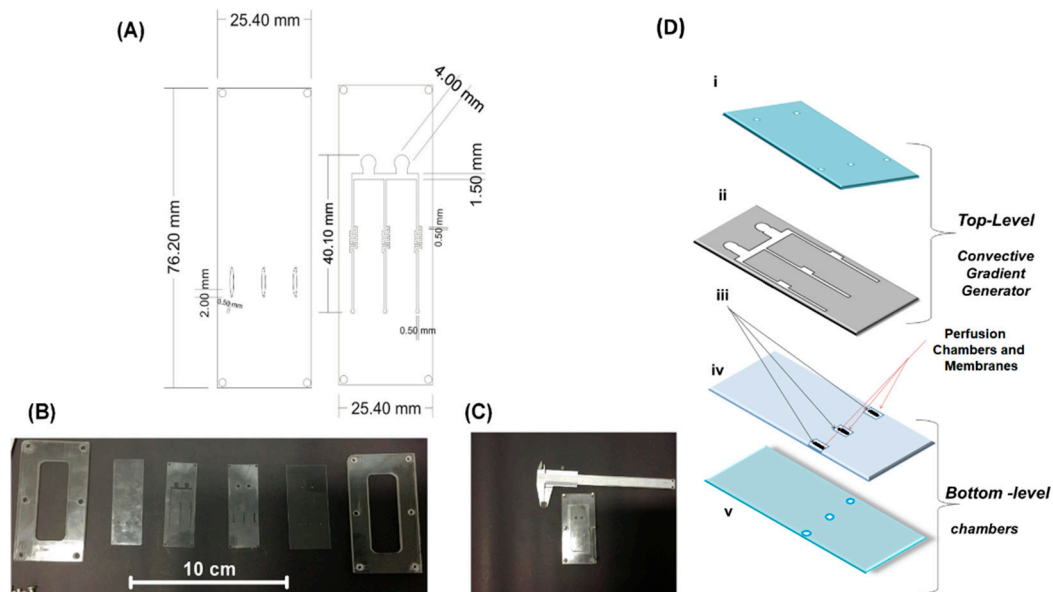 (A)
25.40 mm
76.20 mm
2.00 mm
0.50 mm
4.00 mm
1.50 mm
40.10 mm
0.50 mm
0.50 mm
25.40 mm
(B)
10 cm
(C)
(D)
i
ii
iii
iv
v
Top-Level
Convective
Gradient
Generator
Perfusion
Chambers and
Membranes
Bottom -level
chambers